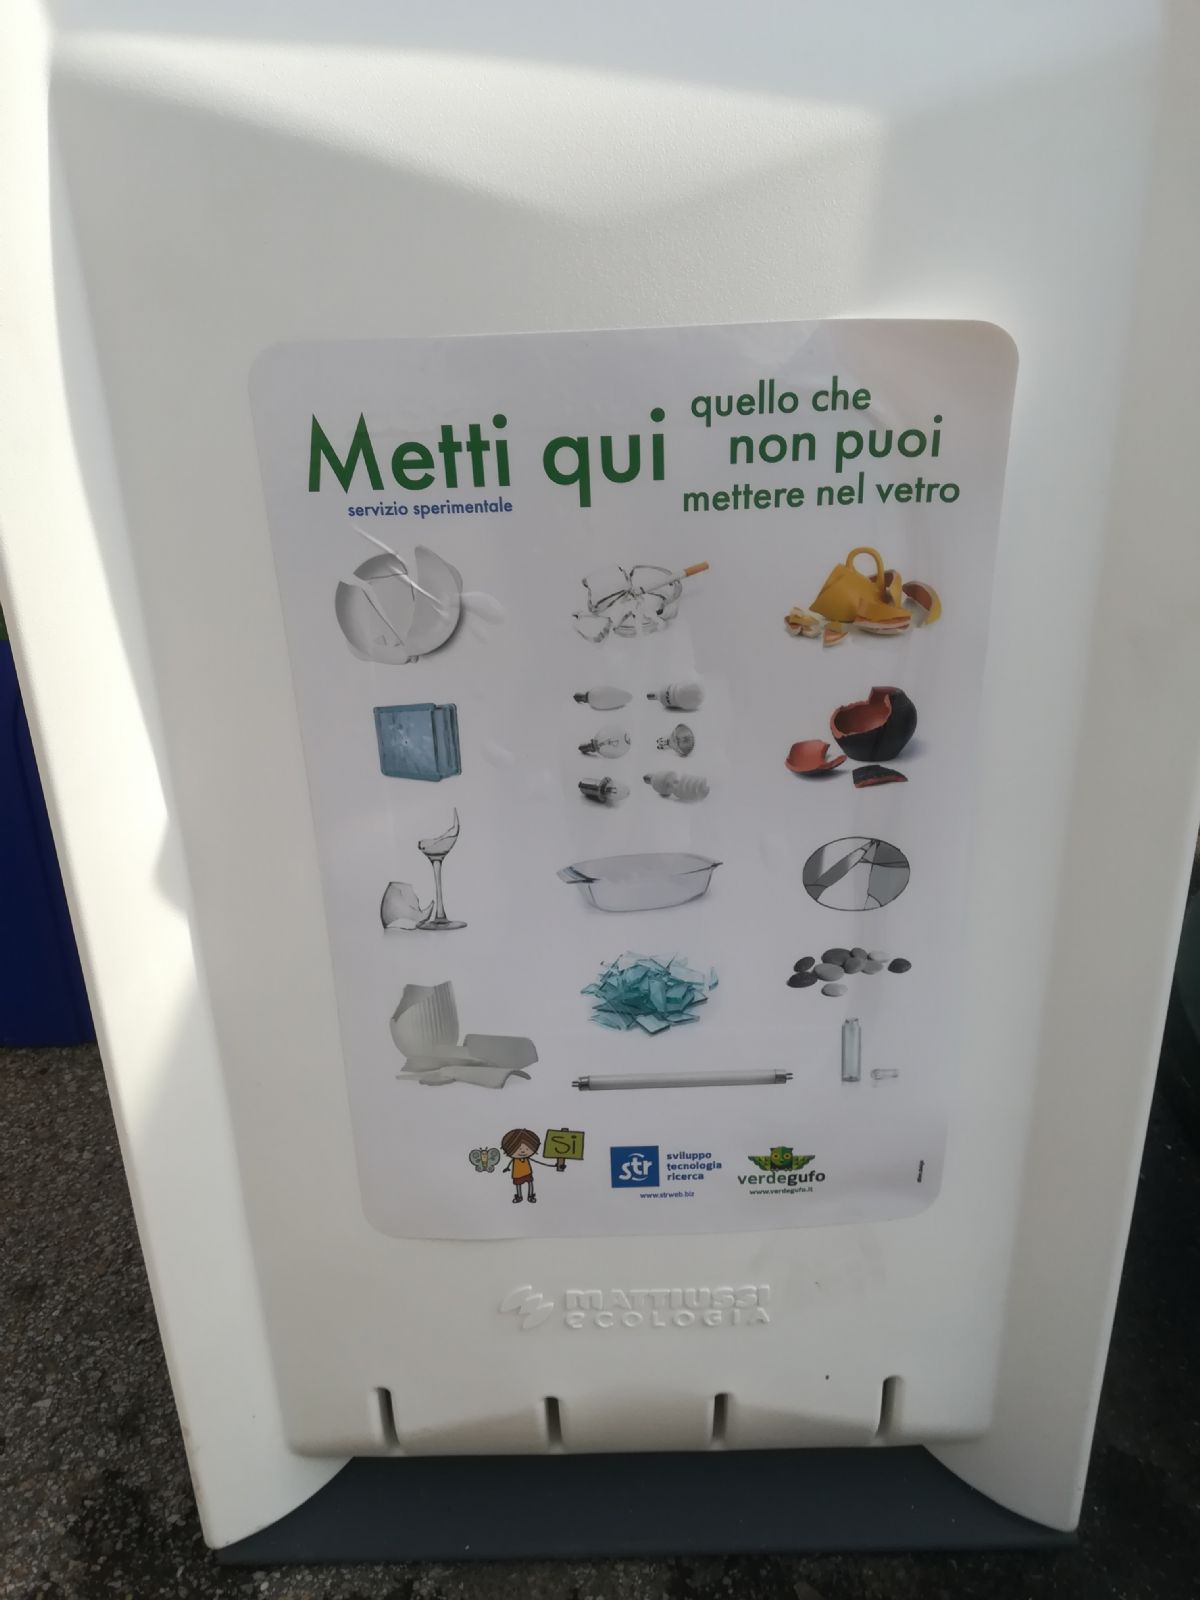 Metti qui
quello che
non puoi
mettere nel vetro
servizio sperimentale
Si
str
sviluppo
tecnologia
ricerca
www.strweb.biz
verdegufo
www.verdegufo.it
MATTIUSSI
ECOLOGIA